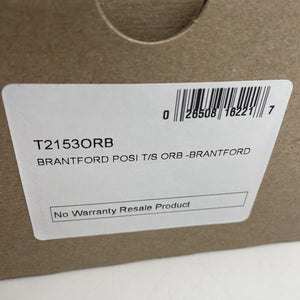 0 26508 16221 7
T2153ORB
BRANTFORD POSI T/S ORB -BRANTFORD
No Warranty Resale Product